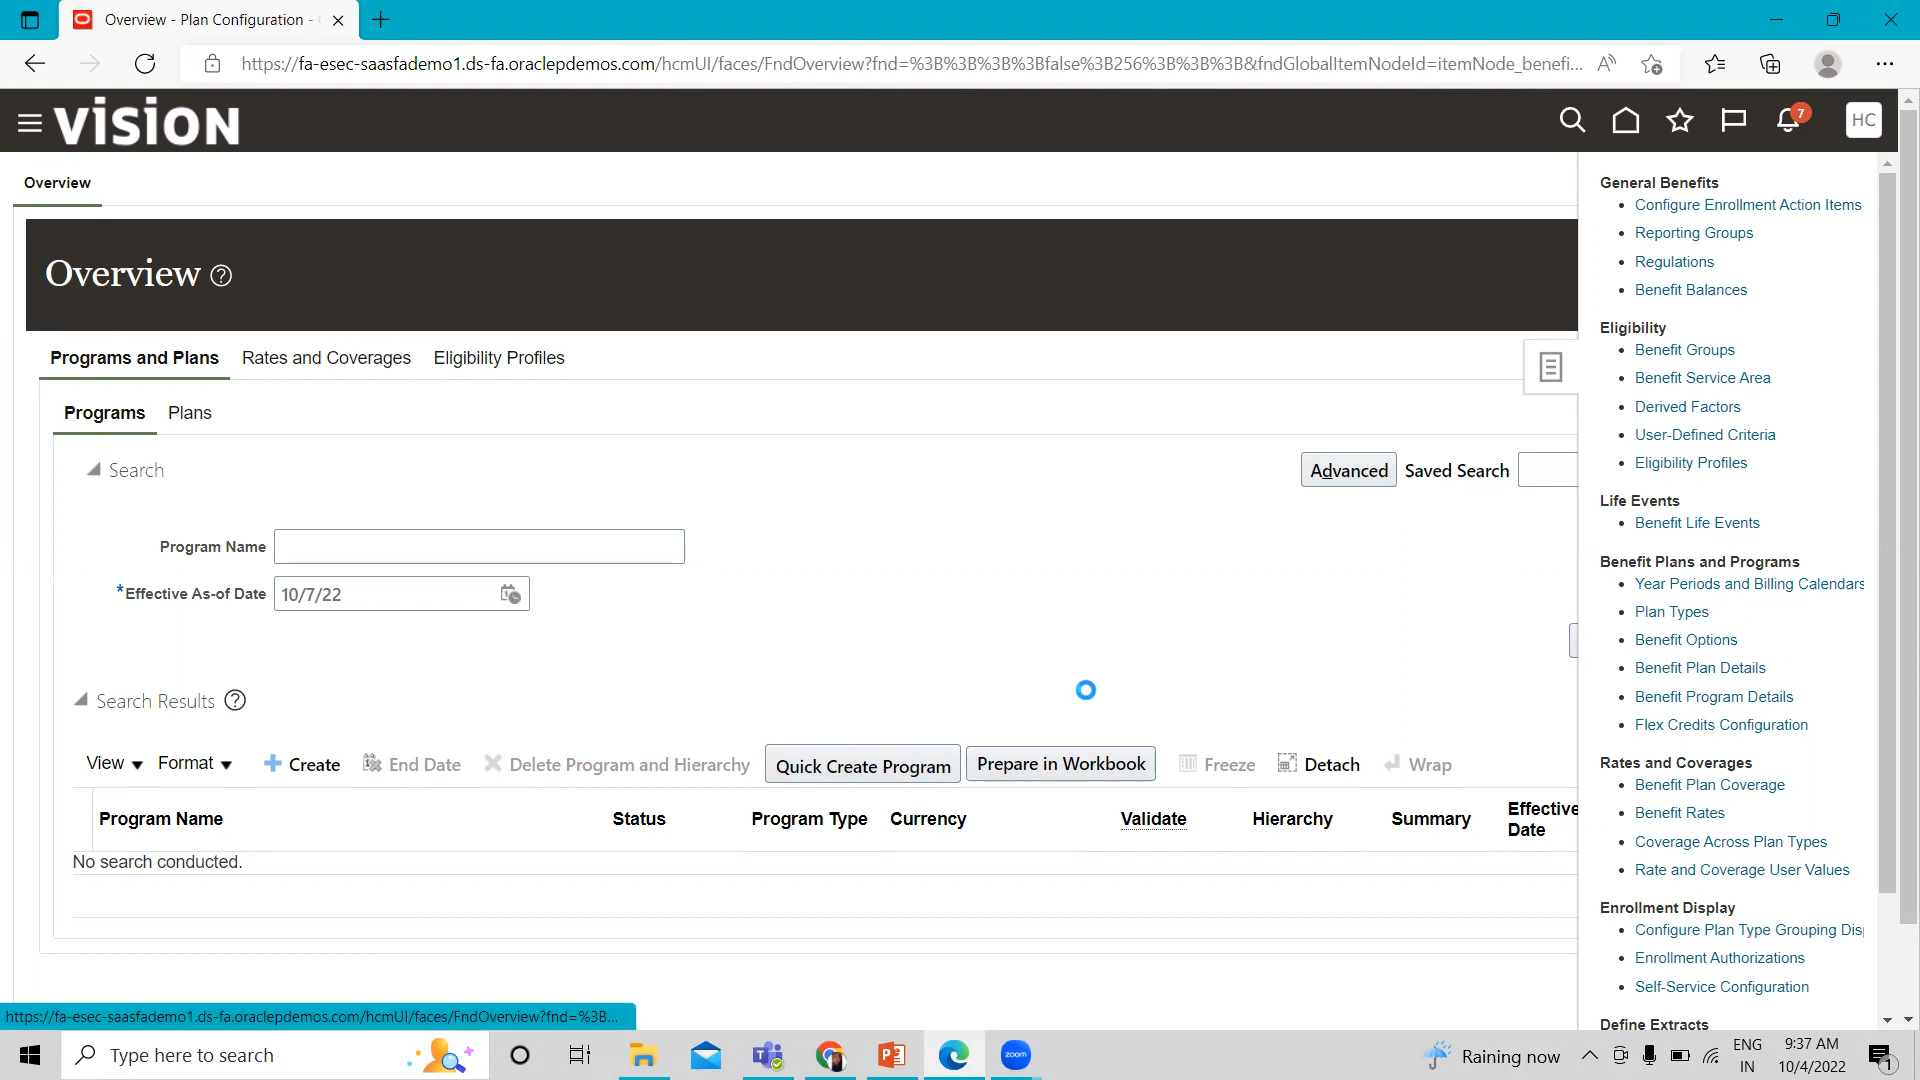 Overview - Plan Configuration -
https://fa-esec-saasfademo1.ds-fa.oraclepdemos.com/hcmUI/faces/FndOverview?fnd=%3B%3B%3B%3Bfalse%3B256%3B%3B%3B&fndGlobalItemNodeId=itemNode_benefi...
vision
7
HC
Overview
Overview
Programs and Plans Rates and Coverages Eligibility Profiles
Programs Plans
Search
Advanced Saved Search
Program Name
*Effective As-of Date 10/7/22
Search Results
View Format Create End Date Delete Program and Hierarchy Quick Create Program Prepare in Workbook Freeze Detach Wrap
Program Name Status Program Type Currency Validate Hierarchy Summary Effective Date
No search conducted.
General Benefits
Configure Enrollment Action Items
Reporting Groups
Regulations
Benefit Balances
Eligibility
Benefit Groups
Benefit Service Area
Derived Factors
User-Defined Criteria
Eligibility Profiles
Life Events
Benefit Life Events
Benefit Plans and Programs
Year Periods and Billing Calendars
Plan Types
Benefit Options
Benefit Plan Details
Benefit Program Details
Flex Credits Configuration
Rates and Coverages
Benefit Plan Coverage
Benefit Rates
Coverage Across Plan Types
Rate and Coverage User Values
Enrollment Display
Configure Plan Type Grouping Disp
Enrollment Authorizations
Self-Service Configuration
Define Extracts
https://fa-esec-saasfademo1.ds-fa.oraclepdemos.com/hcmUI/faces/FndOverview?fnd=%3B...
Type here to search
zoom
Raining now
ENG
IN
9:37 AM
10/4/2022
1